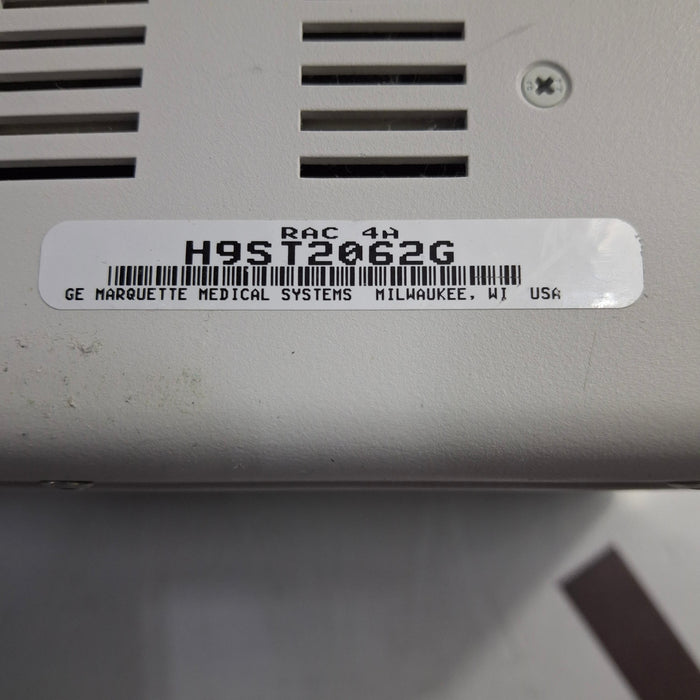 RAC 4A
H9ST2062G
GE MARQUETTE MEDICAL SYSTEMS MILWAUKEE, WI USA